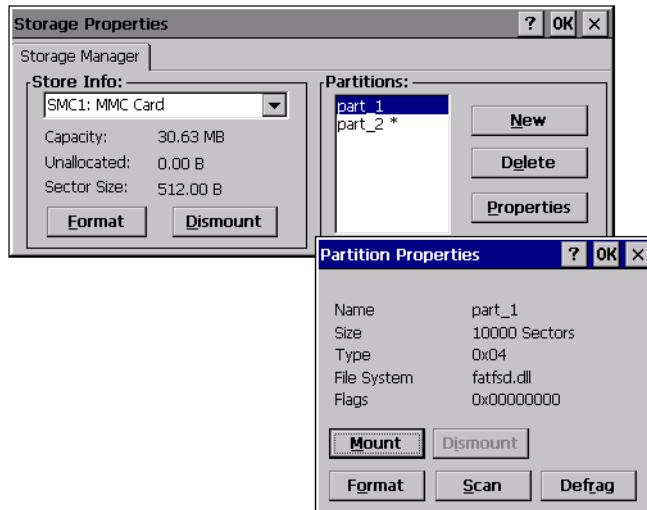 Storage Properties ? OK ×
Storage Manager
Store Info:
SMC1: MMC Card
Capacity: 30.63 MB
Unallocated: 0.00 B
Sector Size: 512.00 B
Format Dismount
Partitions:
part_1
part_2 *
New
Delete
Properties
Partition Properties ? OK ×
Name part_1
Size 10000 Sectors
Type 0x04
File System fatfsd.dll
Flags 0x00000000
Mount Dismount
Format Scan Defrag